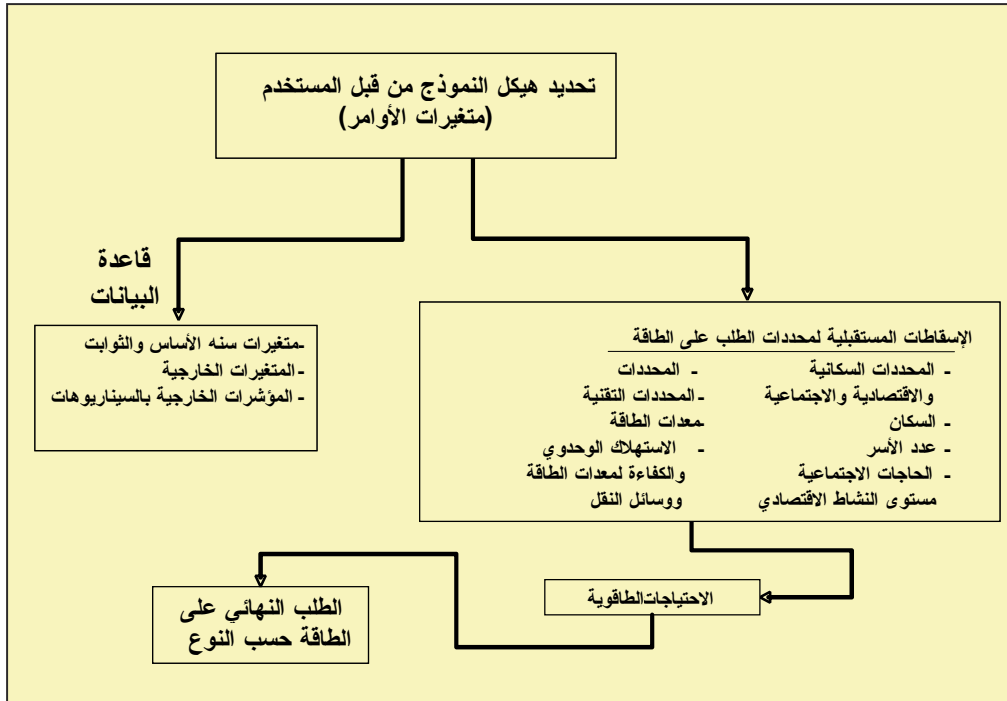 تحديد هيكل النموذج من قبل المستخدم
(متغيرات الأوامر)
قاعدة
البيانات
-متغيرات سنه الأساس والثوابت
-المتغيرات الخارجية
- المؤشرات الخارجية بالسيناريوهات
الإسقاطات المستقبلية لمحددات الطلب على الطاقة
- المحددات السكانية
والاقتصادية والاجتماعية
- السكان
- عدد الأسر
- الحاجات الاجتماعية
مستوى النشاط الاقتصادي
- المحددات
-المحددات التقنية
-معدات الطاقة
- الاستهلاك الوحدوي
والكفاءة لمعدات الطاقة
ووسائل النقل
الاحتياجات الطاقوية
الطلب النهائي على
الطاقة حسب النوع